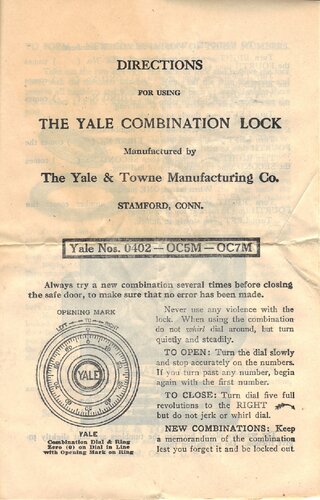 DIRECTIONS
FOR USING
THE YALE COMBINATION LOCK
Manufactured by
The Yale & Towne Manufacturing Co.
STAMFORD, CONN.
Yale Nos. 0402 — OC5M — OC7M
Always try a new combination several times before closing
the safe door, to make sure that no error has been made.
OPENING MARK
LEFT TO RIGHT
YALE
YALE
Combination Dial & Ring
Zero (0) on Dial in Line
with Opening Mark on Ring
Never use any violence with the
lock. When using the combination
do not whirl dial around, but turn
quietly and steadily.
TO OPEN: Turn the dial slowly
and stop accurately on the numbers.
If you turn past any number, begin
again with the first number.
TO CLOSE: Turn dial five full
revolutions to the RIGHT
but do not jerk or whirl dial.
NEW COMBINATIONS: Keep
a memorandum of the combination
lest you forget it and be locked out